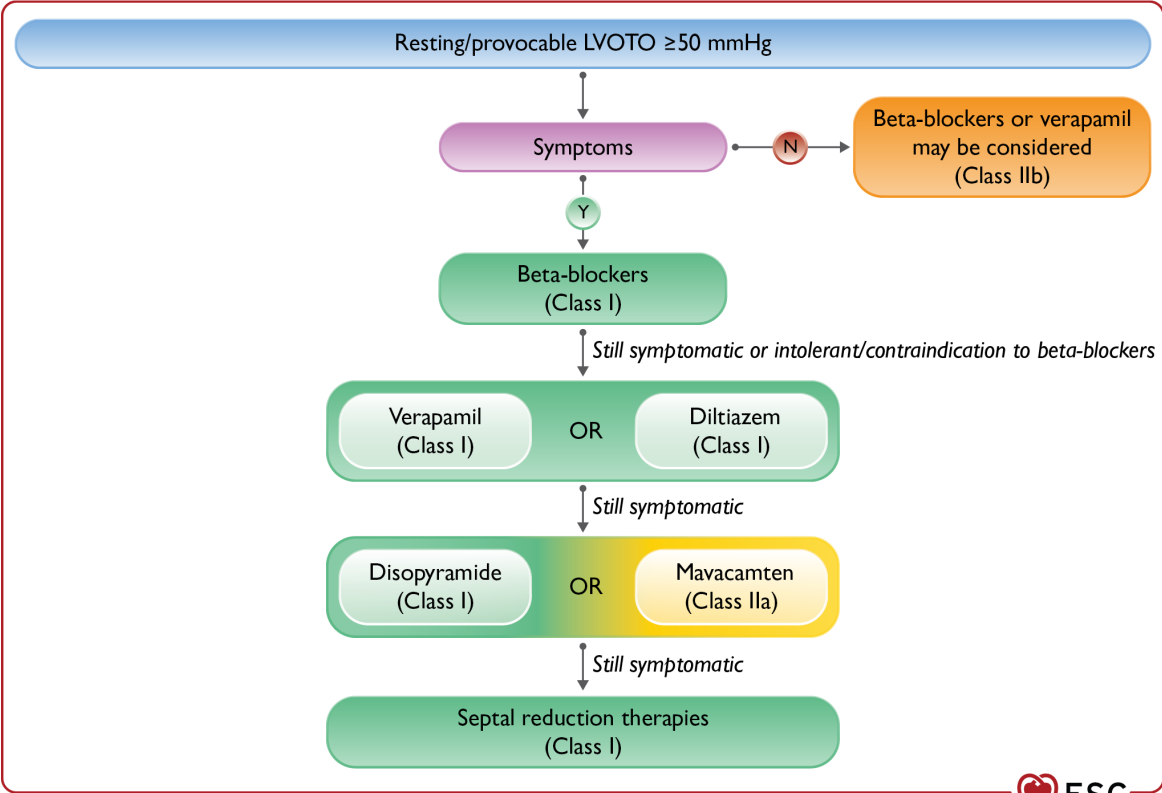 Resting/provocable LVOTO ≥50 mmHg
Symptoms
N
Beta-blockers or verapamil
may be considered
(Class IIb)
Y
Beta-blockers
(Class I)
Still symptomatic or intolerant/contraindication to beta-blockers
Verapamil
(Class I)
OR
Diltiazem
(Class I)
Still symptomatic
Disopyramide
(Class I)
OR
Mavacamten
(Class IIa)
Still symptomatic
Septal reduction therapies
(Class I)
ESC